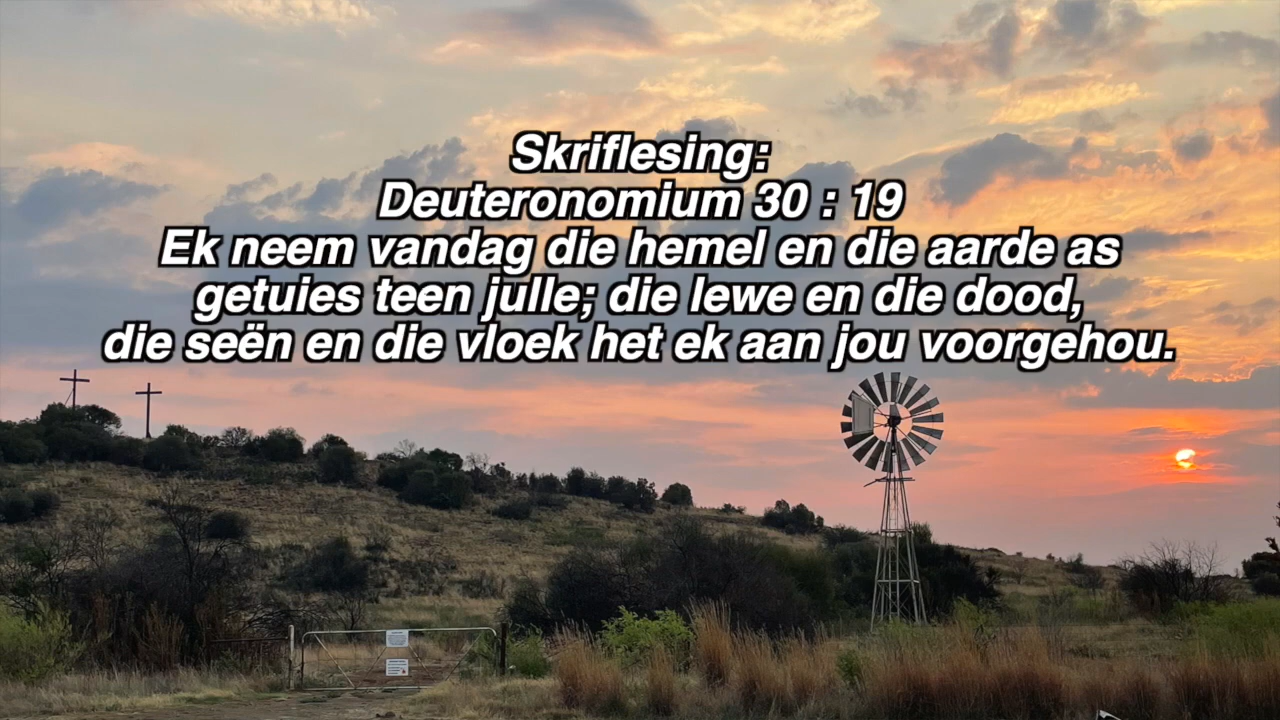 Skriflesing:
Deuteronomium 30 : 19
Ek neem vandag die hemel en die aarde as
getuies teen julle; die lewe en die dood,
die seën en die vloek het ek aan jou voorgehou.